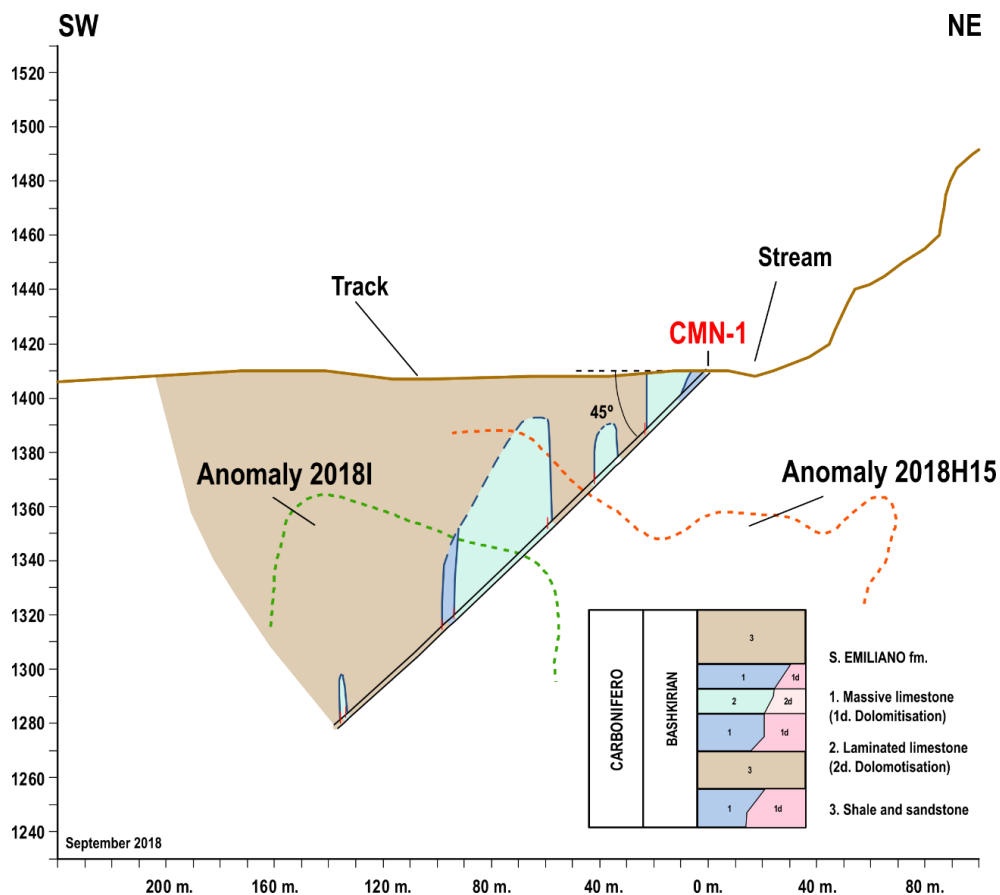 SW
NE
1520
1500
1480
1460
1440
1420
1400
1380
1360
1340
1320
1300
1280
1260
1240
Stream
Track
CMN-1
45º
Anomaly 2018I
Anomaly 2018H15
CARBONIFERO
BASHKIRIAN
3
1
1d
2
2d
1
1d
3
1
1d
S. EMILIANO fm.
1. Massive limestone
(1d. Dolomitisation)
2. Laminated limestone
(2d. Dolomotisation)
3. Shale and sandstone
September 2018
200 m.
160 m.
120 m.
80 m.
40 m.
0 m.
40 m.
80 m.